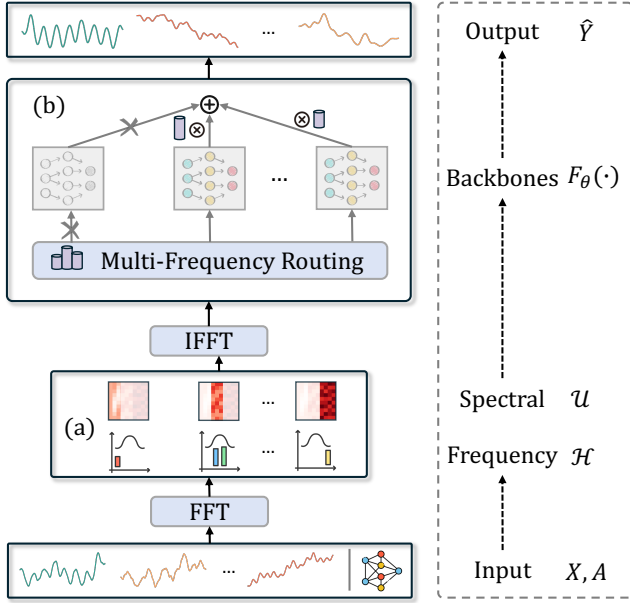 ...
Output Ŷ
(b)
...
Backbones F_θ(·)
Multi-Frequency Routing
IFFT
...
Spectral 𝒰
(a)
...
Frequency ℋ
FFT
...
Input X, A